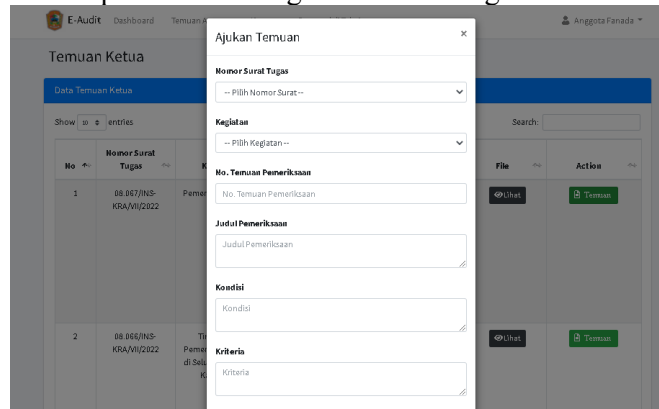 E-Audit Dashboard Temuan A Anggota Fanada
Ajukan Temuan ×
Temuan Ketua
Data Temuan Ketua
Nomor Surat Tugas
-- Pilih Nomor Surat --
Show 10 entries Search:
Kegiatan
-- Pilih Kegiatan --
No Nomor Surat Tugas K File Action
No. Temuan Pemeriksaan
No. Temuan Pemeriksaan
1 08.067/INS-KRA/VII/2022 Pemer Lihat Temuan
Judul Pemeriksaan
Judul Pemeriksaan
Kondisi
Kondisi
2 08.066/INS-KRA/VII/2022 Pemer di Selu Lihat Temuan
Kriteria
Kriteria